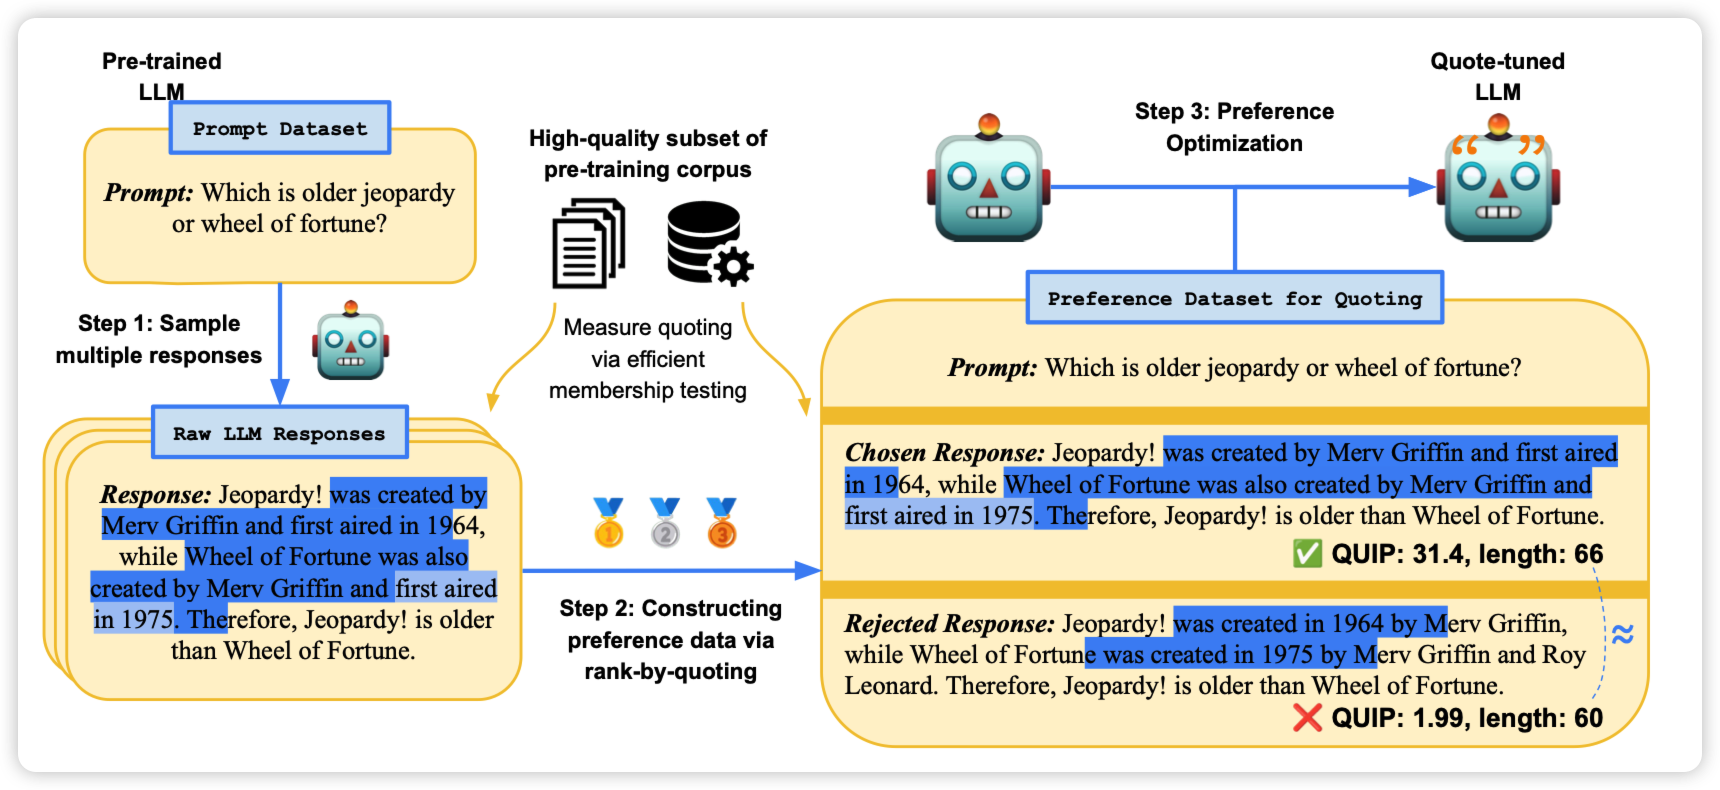 Pre-trained
LLM
Prompt Dataset
Prompt: Which is older jeopardy
or wheel of fortune?
Step 1: Sample
multiple responses
Raw LLM Responses
Response: Jeopardy! was created by
Merv Griffin and first aired in 1964,
while Wheel of Fortune was also
created by Merv Griffin and first aired
in 1975. Therefore, Jeopardy! is older
than Wheel of Fortune.
High-quality subset of
pre-training corpus
Measure quoting
via efficient
membership testing
1
2
3
Step 2: Constructing
preference data via
rank-by-quoting
Step 3: Preference
Optimization
Quote-tuned
LLM
“ ”
Preference Dataset for Quoting
Prompt: Which is older jeopardy or wheel of fortune?
Chosen Response: Jeopardy! was created by Merv Griffin and first aired
in 1964, while Wheel of Fortune was also created by Merv Griffin and
first aired in 1975. Therefore, Jeopardy! is older than Wheel of Fortune.
✅ QUIP: 31.4, length: 66
Rejected Response: Jeopardy! was created in 1964 by Merv Griffin,
while Wheel of Fortune was created in 1975 by Merv Griffin and Roy
Leonard. Therefore, Jeopardy! is older than Wheel of Fortune.
≈
❌ QUIP: 1.99, length: 60